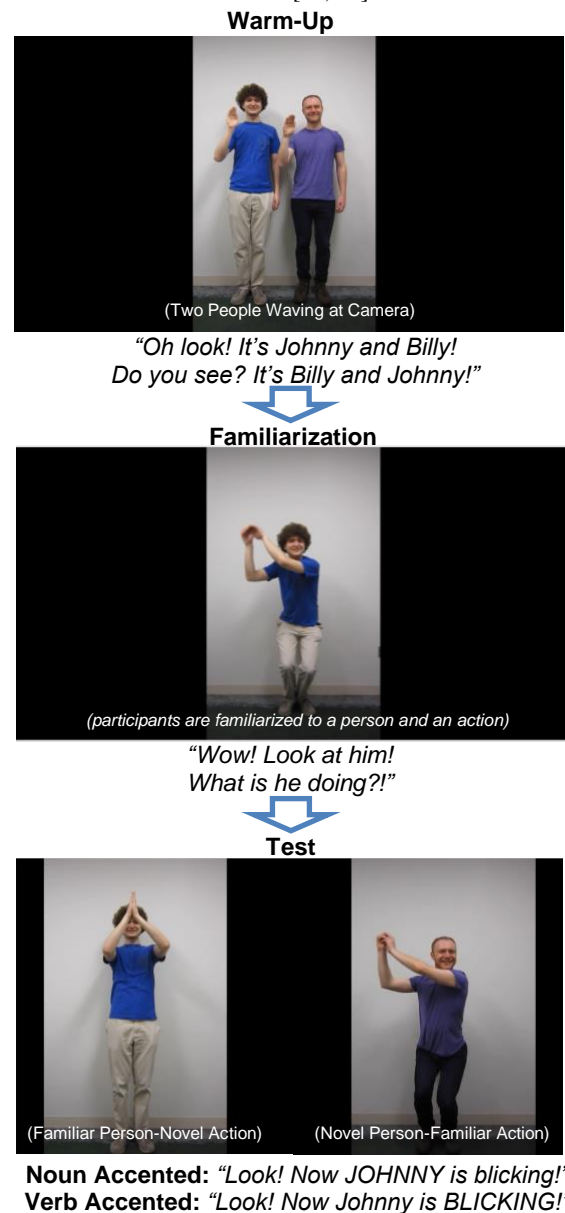 Warm-Up
(Two People Waving at Camera)
“Oh look! It’s Johnny and Billy!
Do you see? It’s Billy and Johnny!”
Familiarization
(participants are familiarized to a person and an action)
“Wow! Look at him!
What is he doing?!”
Test
(Familiar Person-Novel Action) (Novel Person-Familiar Action)
Noun Accented: “Look! Now JOHNNY is blicking!”
Verb Accented: “Look! Now Johnny is BLICKING!”